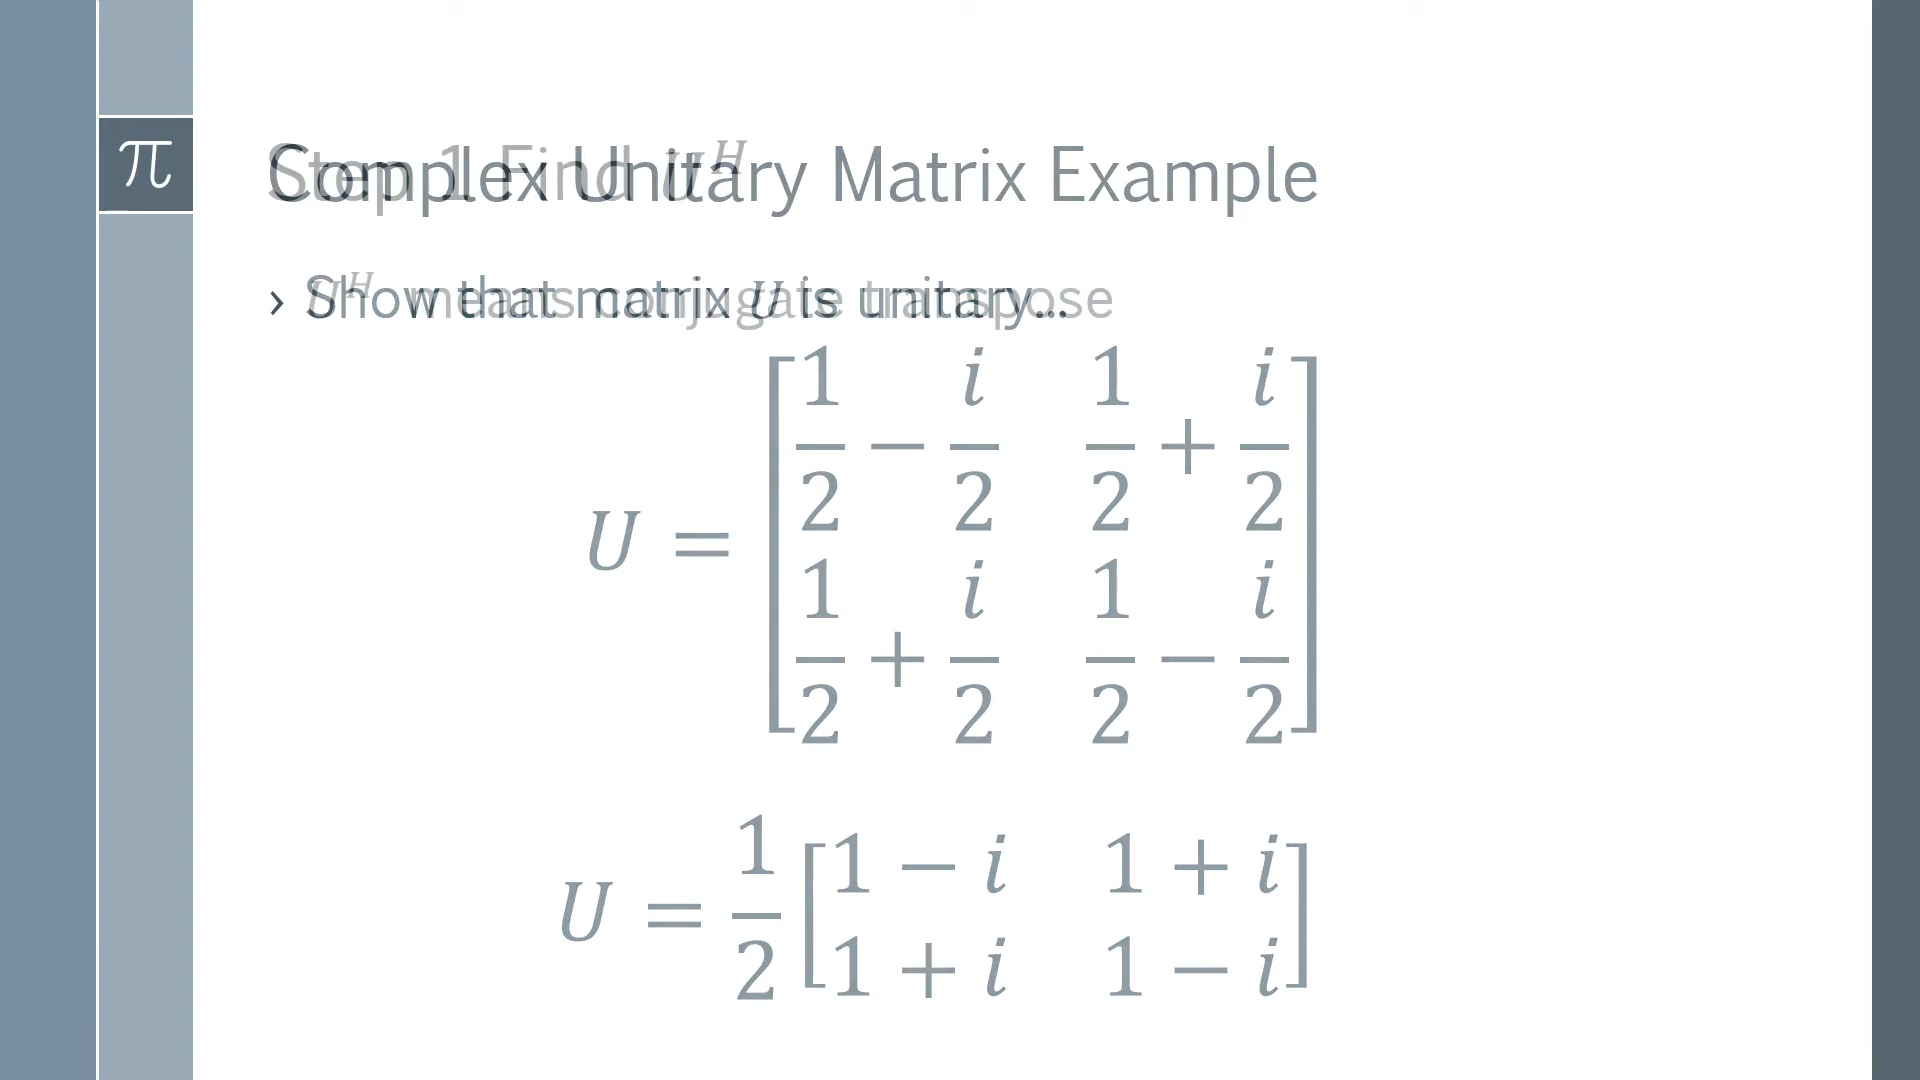 π
Complex Unitary Matrix Example
Step 1 Find U^H
› Show that matrix U is unitary...
U^H means conjugate transpose
U = [1/2 − i/2   1/2 + i/2
1/2 + i/2   1/2 − i/2]
U = 1/2 [1 − i   1 + i
1 + i   1 − i]